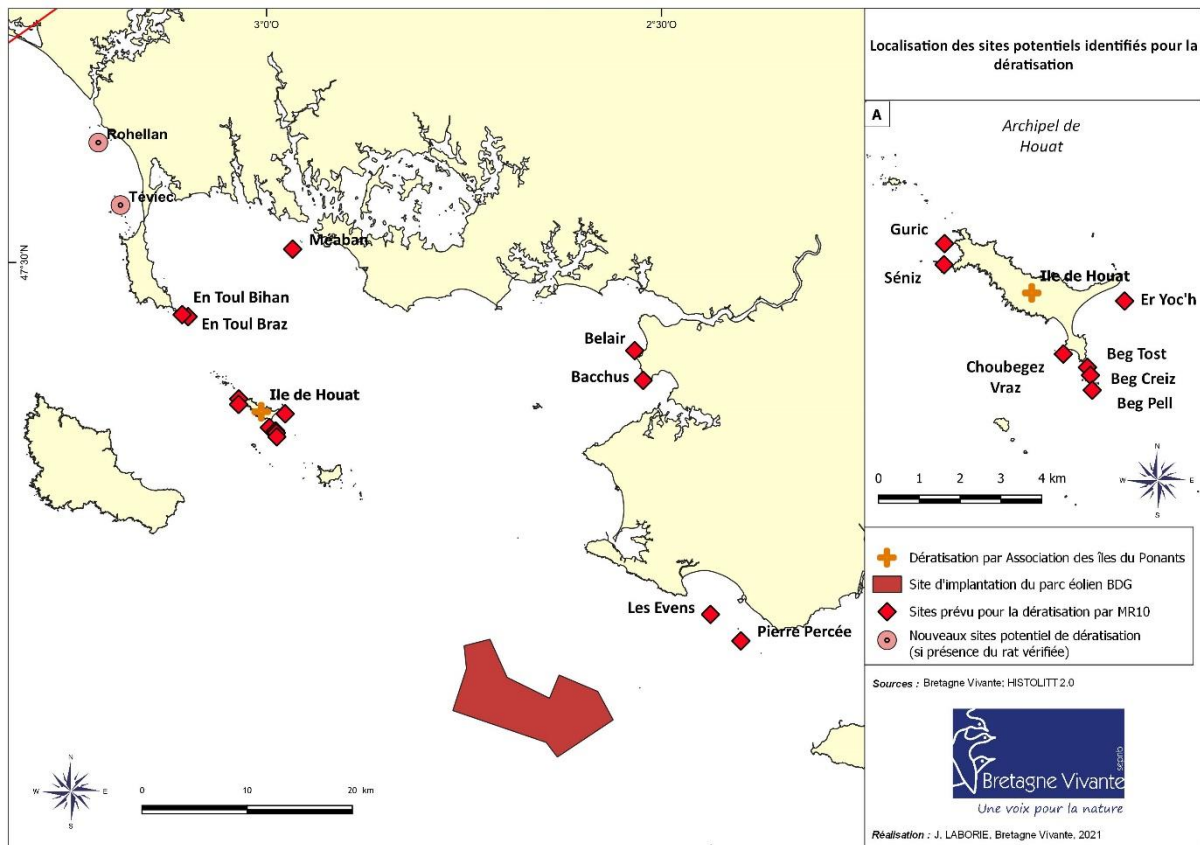 3°0'0
2°30'0
47°30'N
Rohellan
Téviec
Méaban
En Toul Bihan
En Toul Braz
Ile de Houat
Belair
Bacchus
Les Evens
Pierre Percée
N
W
E
S
0 10 20 km
Localisation des sites potentiels identifiés pour la
dératisation
A
Archipel de
Houat
Guric
Séniz
Ile de Houat
Er Yoc'h
Choubegez
Vraz
Beg Tost
Beg Creiz
Beg Pell
0 1 2 3 4 km
N
W
E
S
Dératisation par Association des îles du Ponants
Site d'implantation du parc éolien BDG
Sites prévu pour la dératisation par MR10
Nouveaux sites potentiel de dératisation
(si présence du rat vérifiée)
Sources : Bretagne Vivante; HISTOLITT 2.0
Bretagne Vivante
sepnb
Une voix pour la nature
Réalisation : J. LABORIE, Bretagne Vivante, 2021